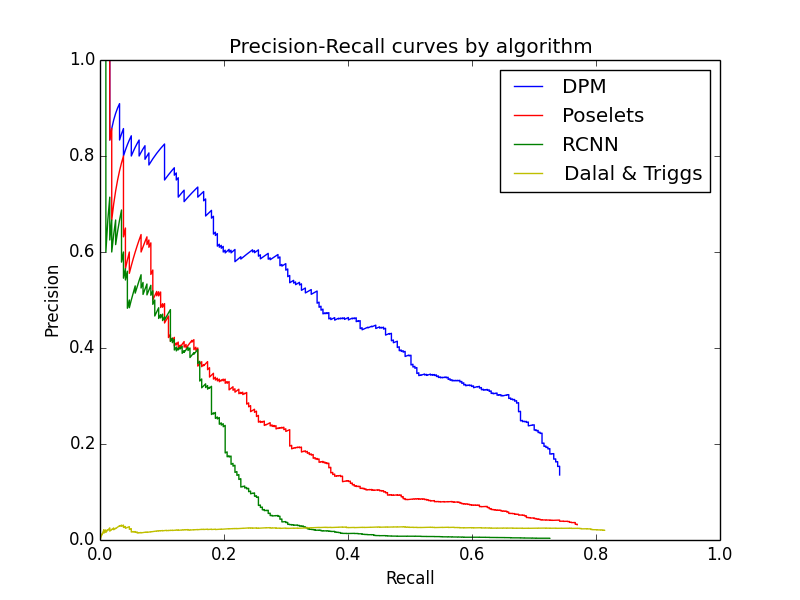 Precision-Recall curves by algorithm
1.0
0.8
0.6
0.4
0.2
0.0
Precision
DPM
Poselets
RCNN
Dalal & Triggs
0.0 0.2 0.4 0.6 0.8 1.0
Recall